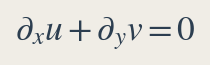 ∂ₓu + ∂ᵧv = 0